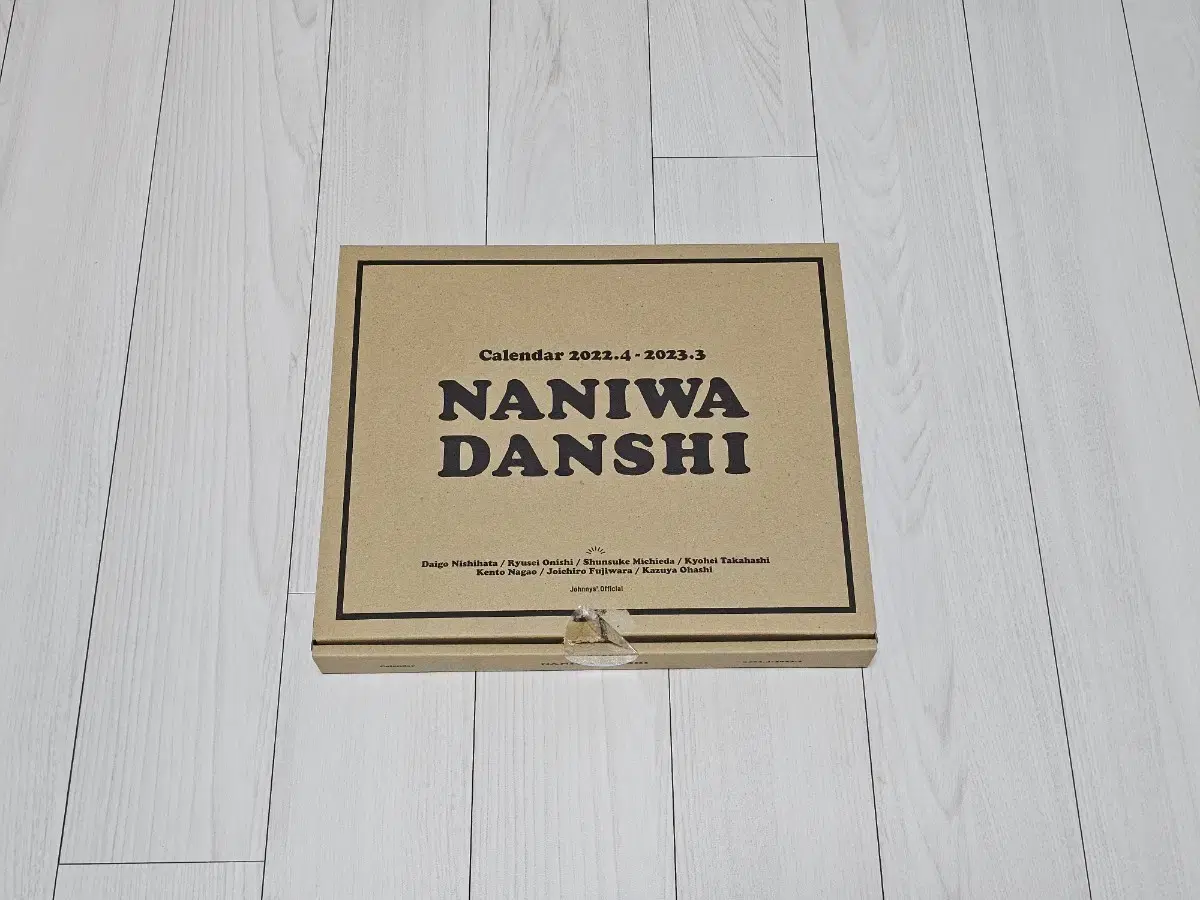 Calendar 2022.4 - 2023.3
NANIWA
DANSHI
Daigo Nishihata / Ryusei Onishi / Shunsuke Michieda / Kyohei Takahashi
Kento Nagao / Joichiro Fujiwara / Kazuya Ohashi
Johnnys' Official